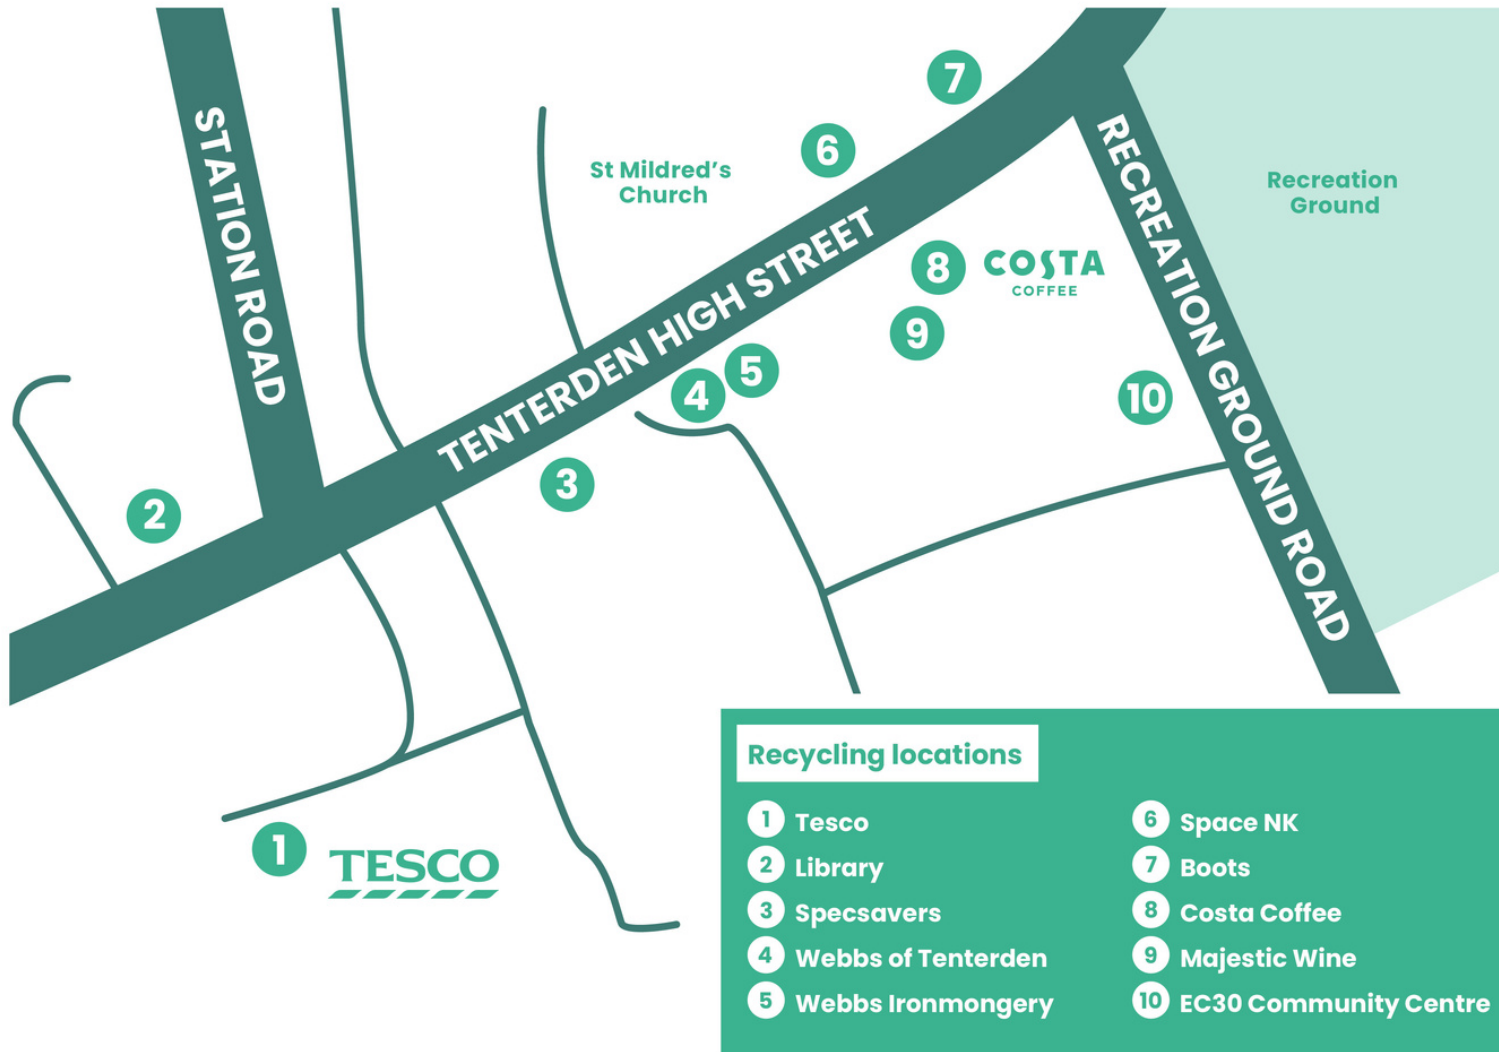 STATION ROAD
TENTERDEN HIGH STREET
RECREATION GROUND ROAD
St Mildred's
Church
Recreation
Ground
7
6
8
COSTA
COFFEE
9
5
4
10
3
2
1
TESCO
Recycling locations
1 Tesco
2 Library
3 Specsavers
4 Webbs of Tenterden
5 Webbs Ironmongery
6 Space NK
7 Boots
8 Costa Coffee
9 Majestic Wine
10 EC30 Community Centre